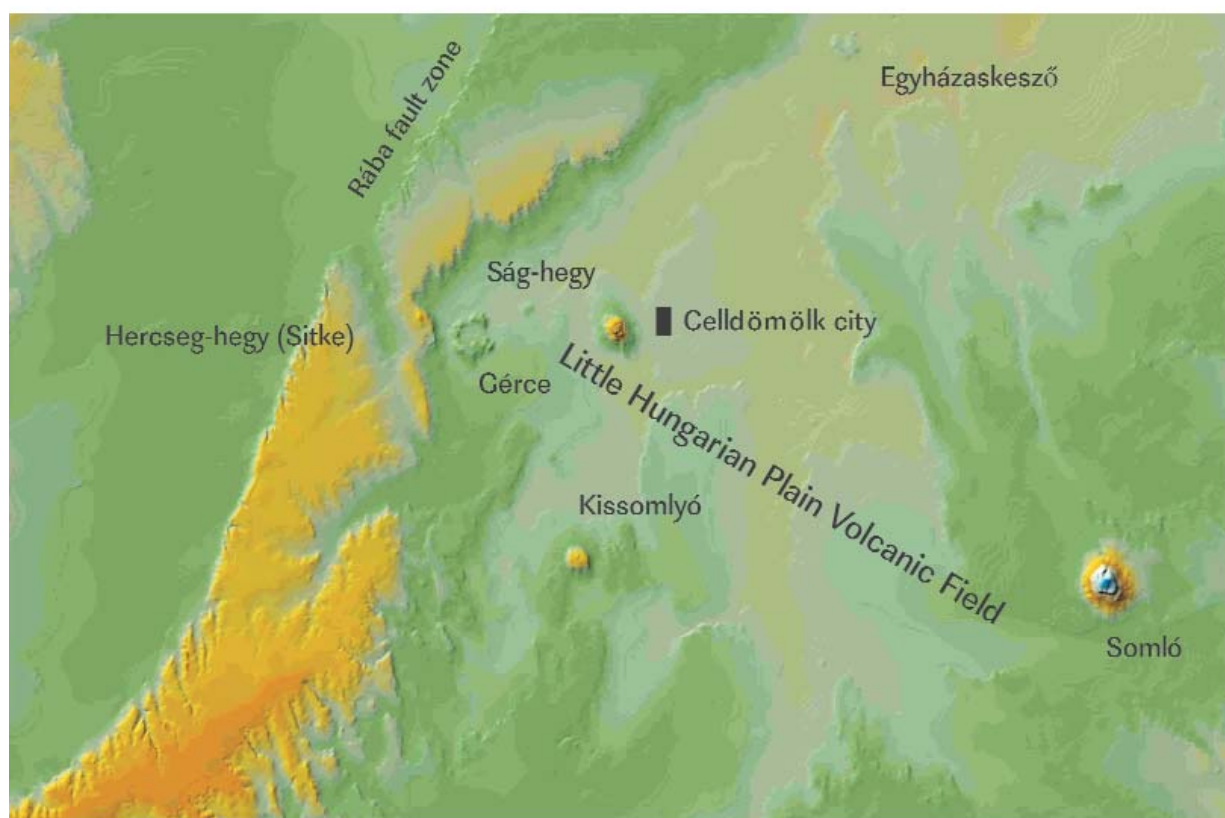 Egyházaskesző
Rába fault zone
Ság-hegy
Celldömölk city
Hercseg-hegy (Sitke)
Gérce
Little Hungarian Plain Volcanic Field
Kissomlyó
Somló